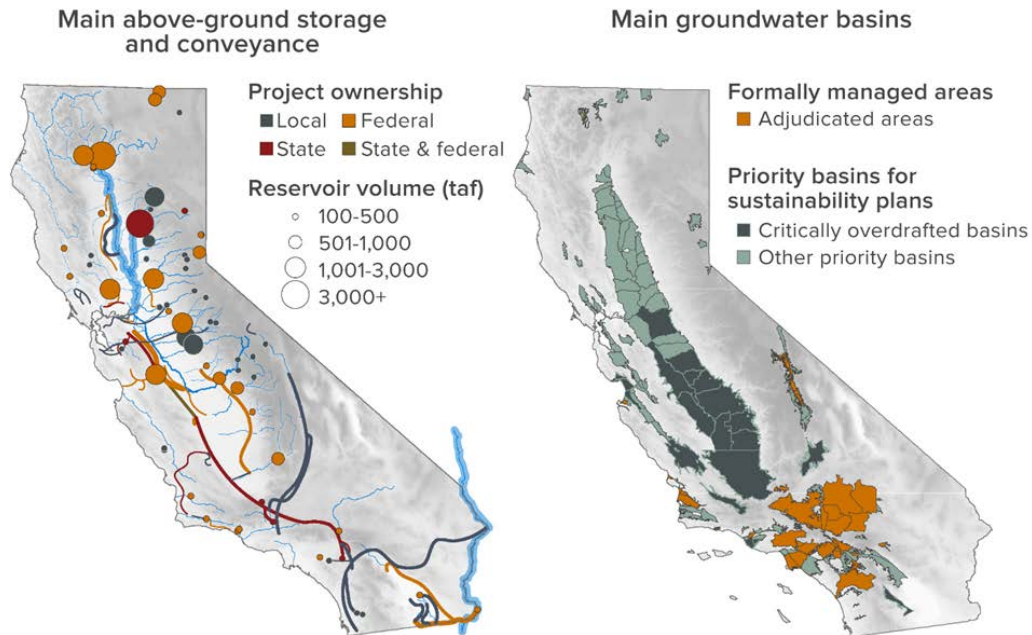 Main above-ground storage
and conveyance
Project ownership
Local
Federal
State
State & federal
Reservoir volume (taf)
100-500
501-1,000
1,001-3,000
3,000+
Main groundwater basins
Formally managed areas
Adjudicated areas
Priority basins for
sustainability plans
Critically overdrafted basins
Other priority basins